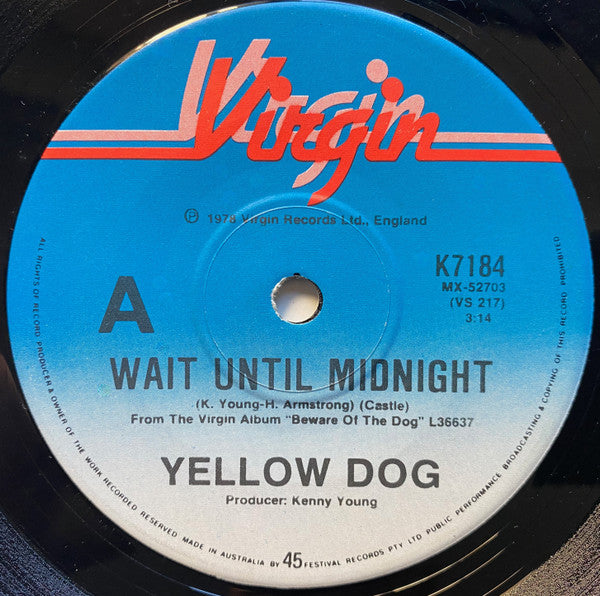 Virgin
℗ 1978 Virgin Records Ltd., England
A
K7184
MX-52703
(VS 217)
3:14
WAIT UNTIL MIDNIGHT
(K. Young-H. Armstrong) (Castle)
From The Virgin Album "Beware Of The Dog" L36637
YELLOW DOG
Producer: Kenny Young
ALL RIGHTS OF RECORD PRODUCER & OWNER OF THE WORK RECORDED RESERVED MADE IN AUSTRALIA BY 45 FESTIVAL RECORDS PTY LTD PUBLIC PERFORMANCE BROADCASTING & COPYING OF THIS RECORD PROHIBITED